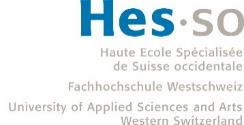 Hes·so
Haute Ecole Spécialisée
de Suisse occidentale
Fachhochschule Westschweiz
University of Applied Sciences and Arts
Western Switzerland